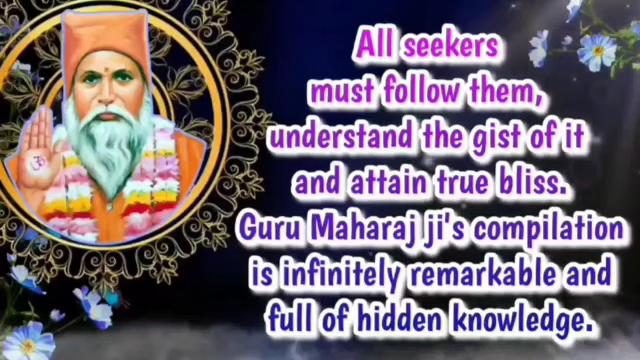 All seekers
must follow them,
understand the gist of it
and attain true bliss.
Guru Maharaj ji's compilation
is infinitely remarkable and
full of hidden knowledge.
ॐ